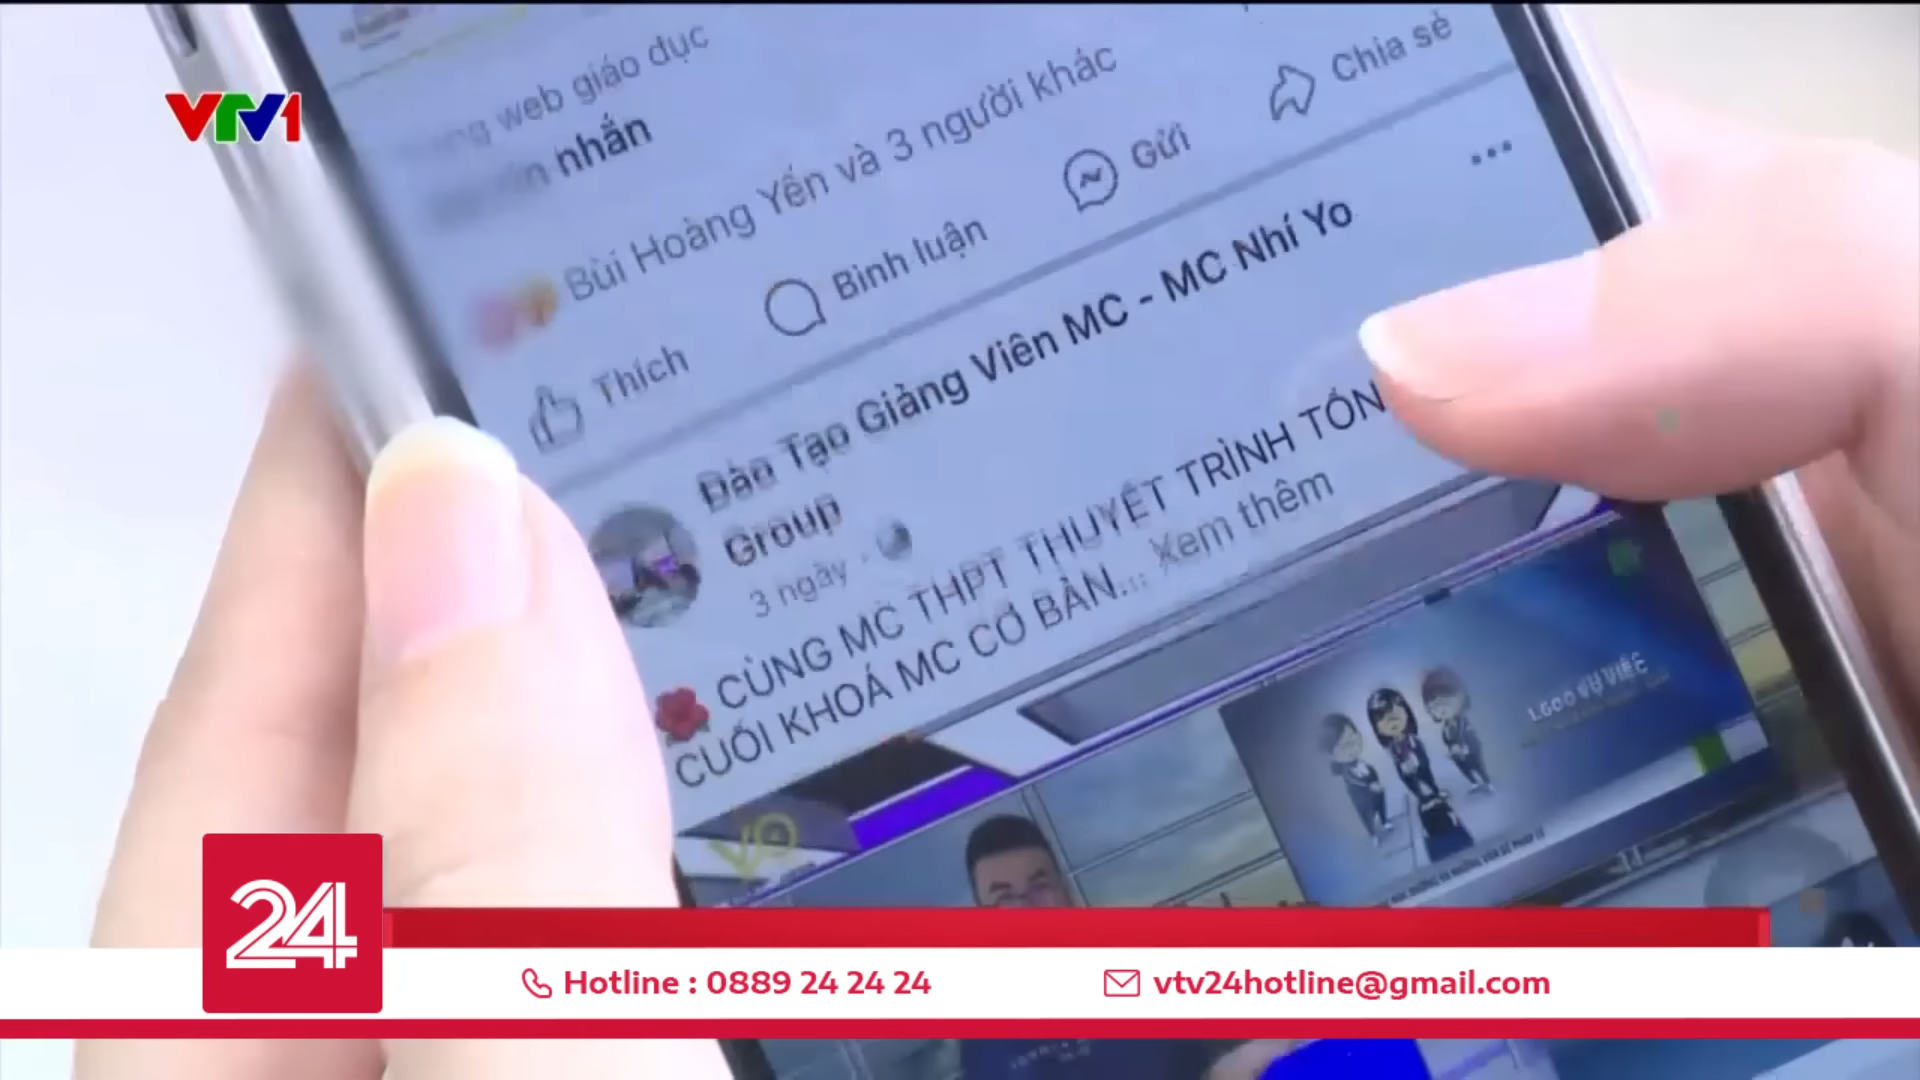 VTV1
web giáo dục
nhắn
Bùi Hoàng Yến và 3 người khác
Thích
Bình luận
Gửi
Chia sẻ
Đào Tạo Giảng Viên MC - MC Nhí Yo
Group
3 ngày
CÙNG MC THPT THUYẾT TRÌNH TỐN
CUỐI KHOÁ MC CƠ BẢN... Xem thêm
YO
24
Hotline : 0889 24 24 24
vtv24hotline@gmail.com